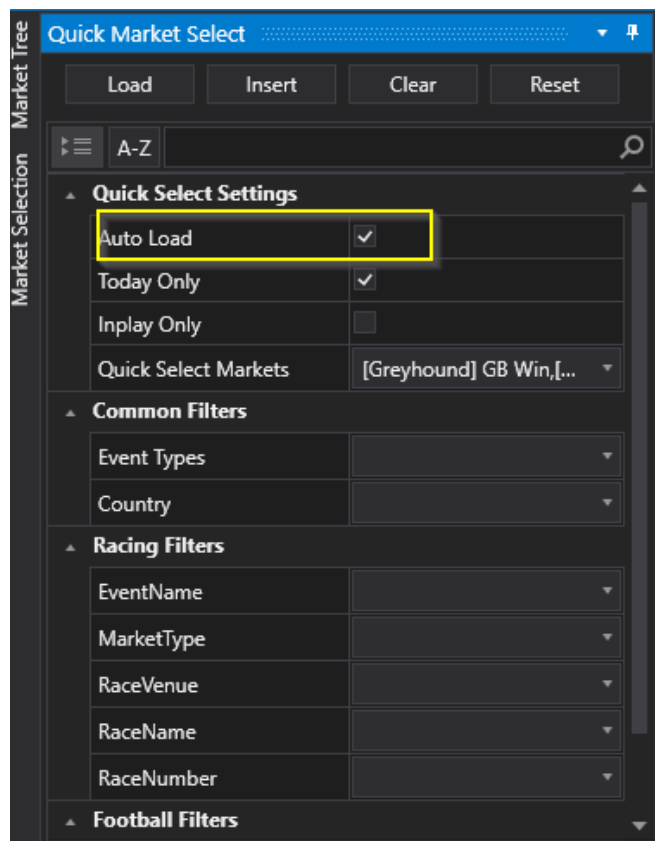 Market Tree
Market Selection
Quick Market Select
Load Insert Clear Reset
A-Z
Quick Select Settings
Auto Load
Today Only
Inplay Only
Quick Select Markets [Greyhound] GB Win,[...
Common Filters
Event Types
Country
Racing Filters
EventName
MarketType
RaceVenue
RaceName
RaceNumber
Football Filters